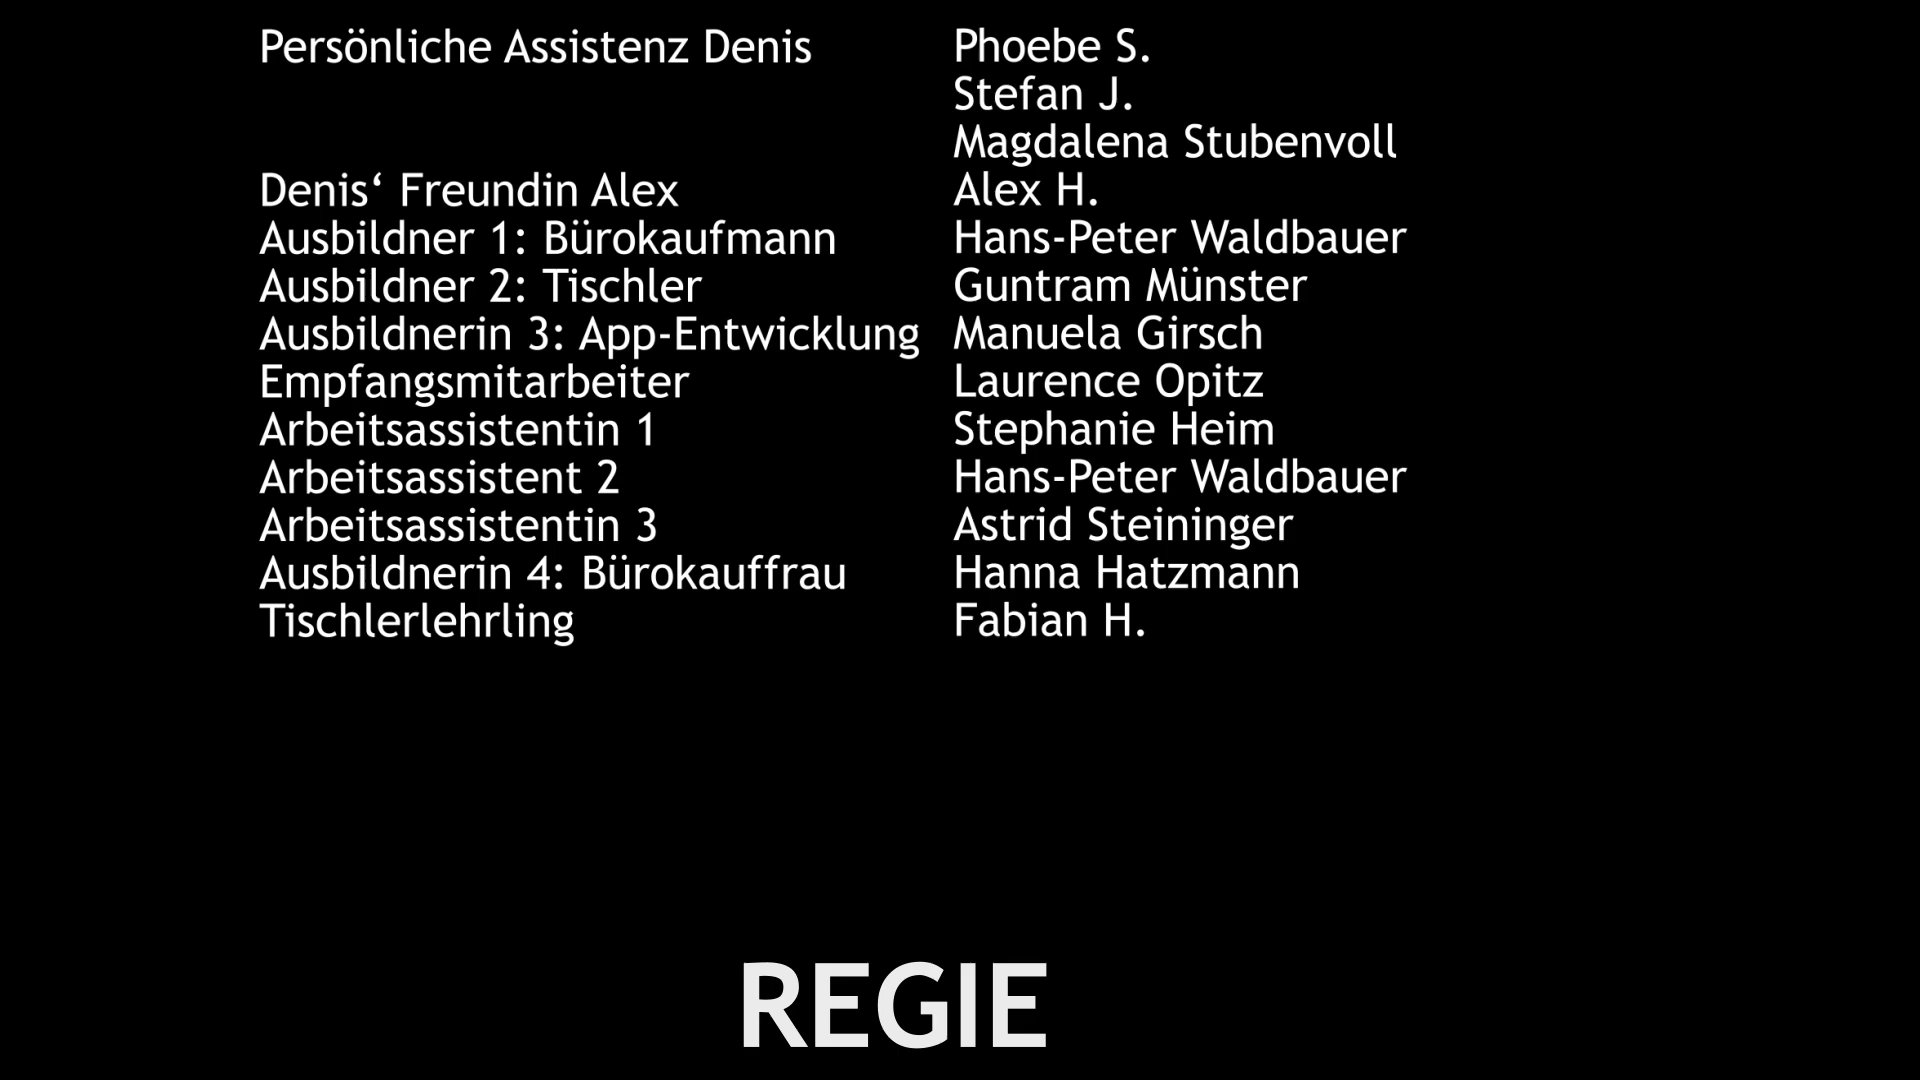 Persönliche Assistenz Denis Phoebe S.
Stefan J.
Magdalena Stubenvoll
Denis‘ Freundin Alex Alex H.
Ausbildner 1: Bürokaufmann Hans-Peter Waldbauer
Ausbildner 2: Tischler Guntram Münster
Ausbildnerin 3: App-Entwicklung Manuela Girsch
Empfangsmitarbeiter Laurence Opitz
Arbeitsassistentin 1 Stephanie Heim
Arbeitsassistent 2 Hans-Peter Waldbauer
Arbeitsassistentin 3 Astrid Steininger
Ausbildnerin 4: Bürokauffrau Hanna Hatzmann
Tischlerlehrling Fabian H.
REGIE